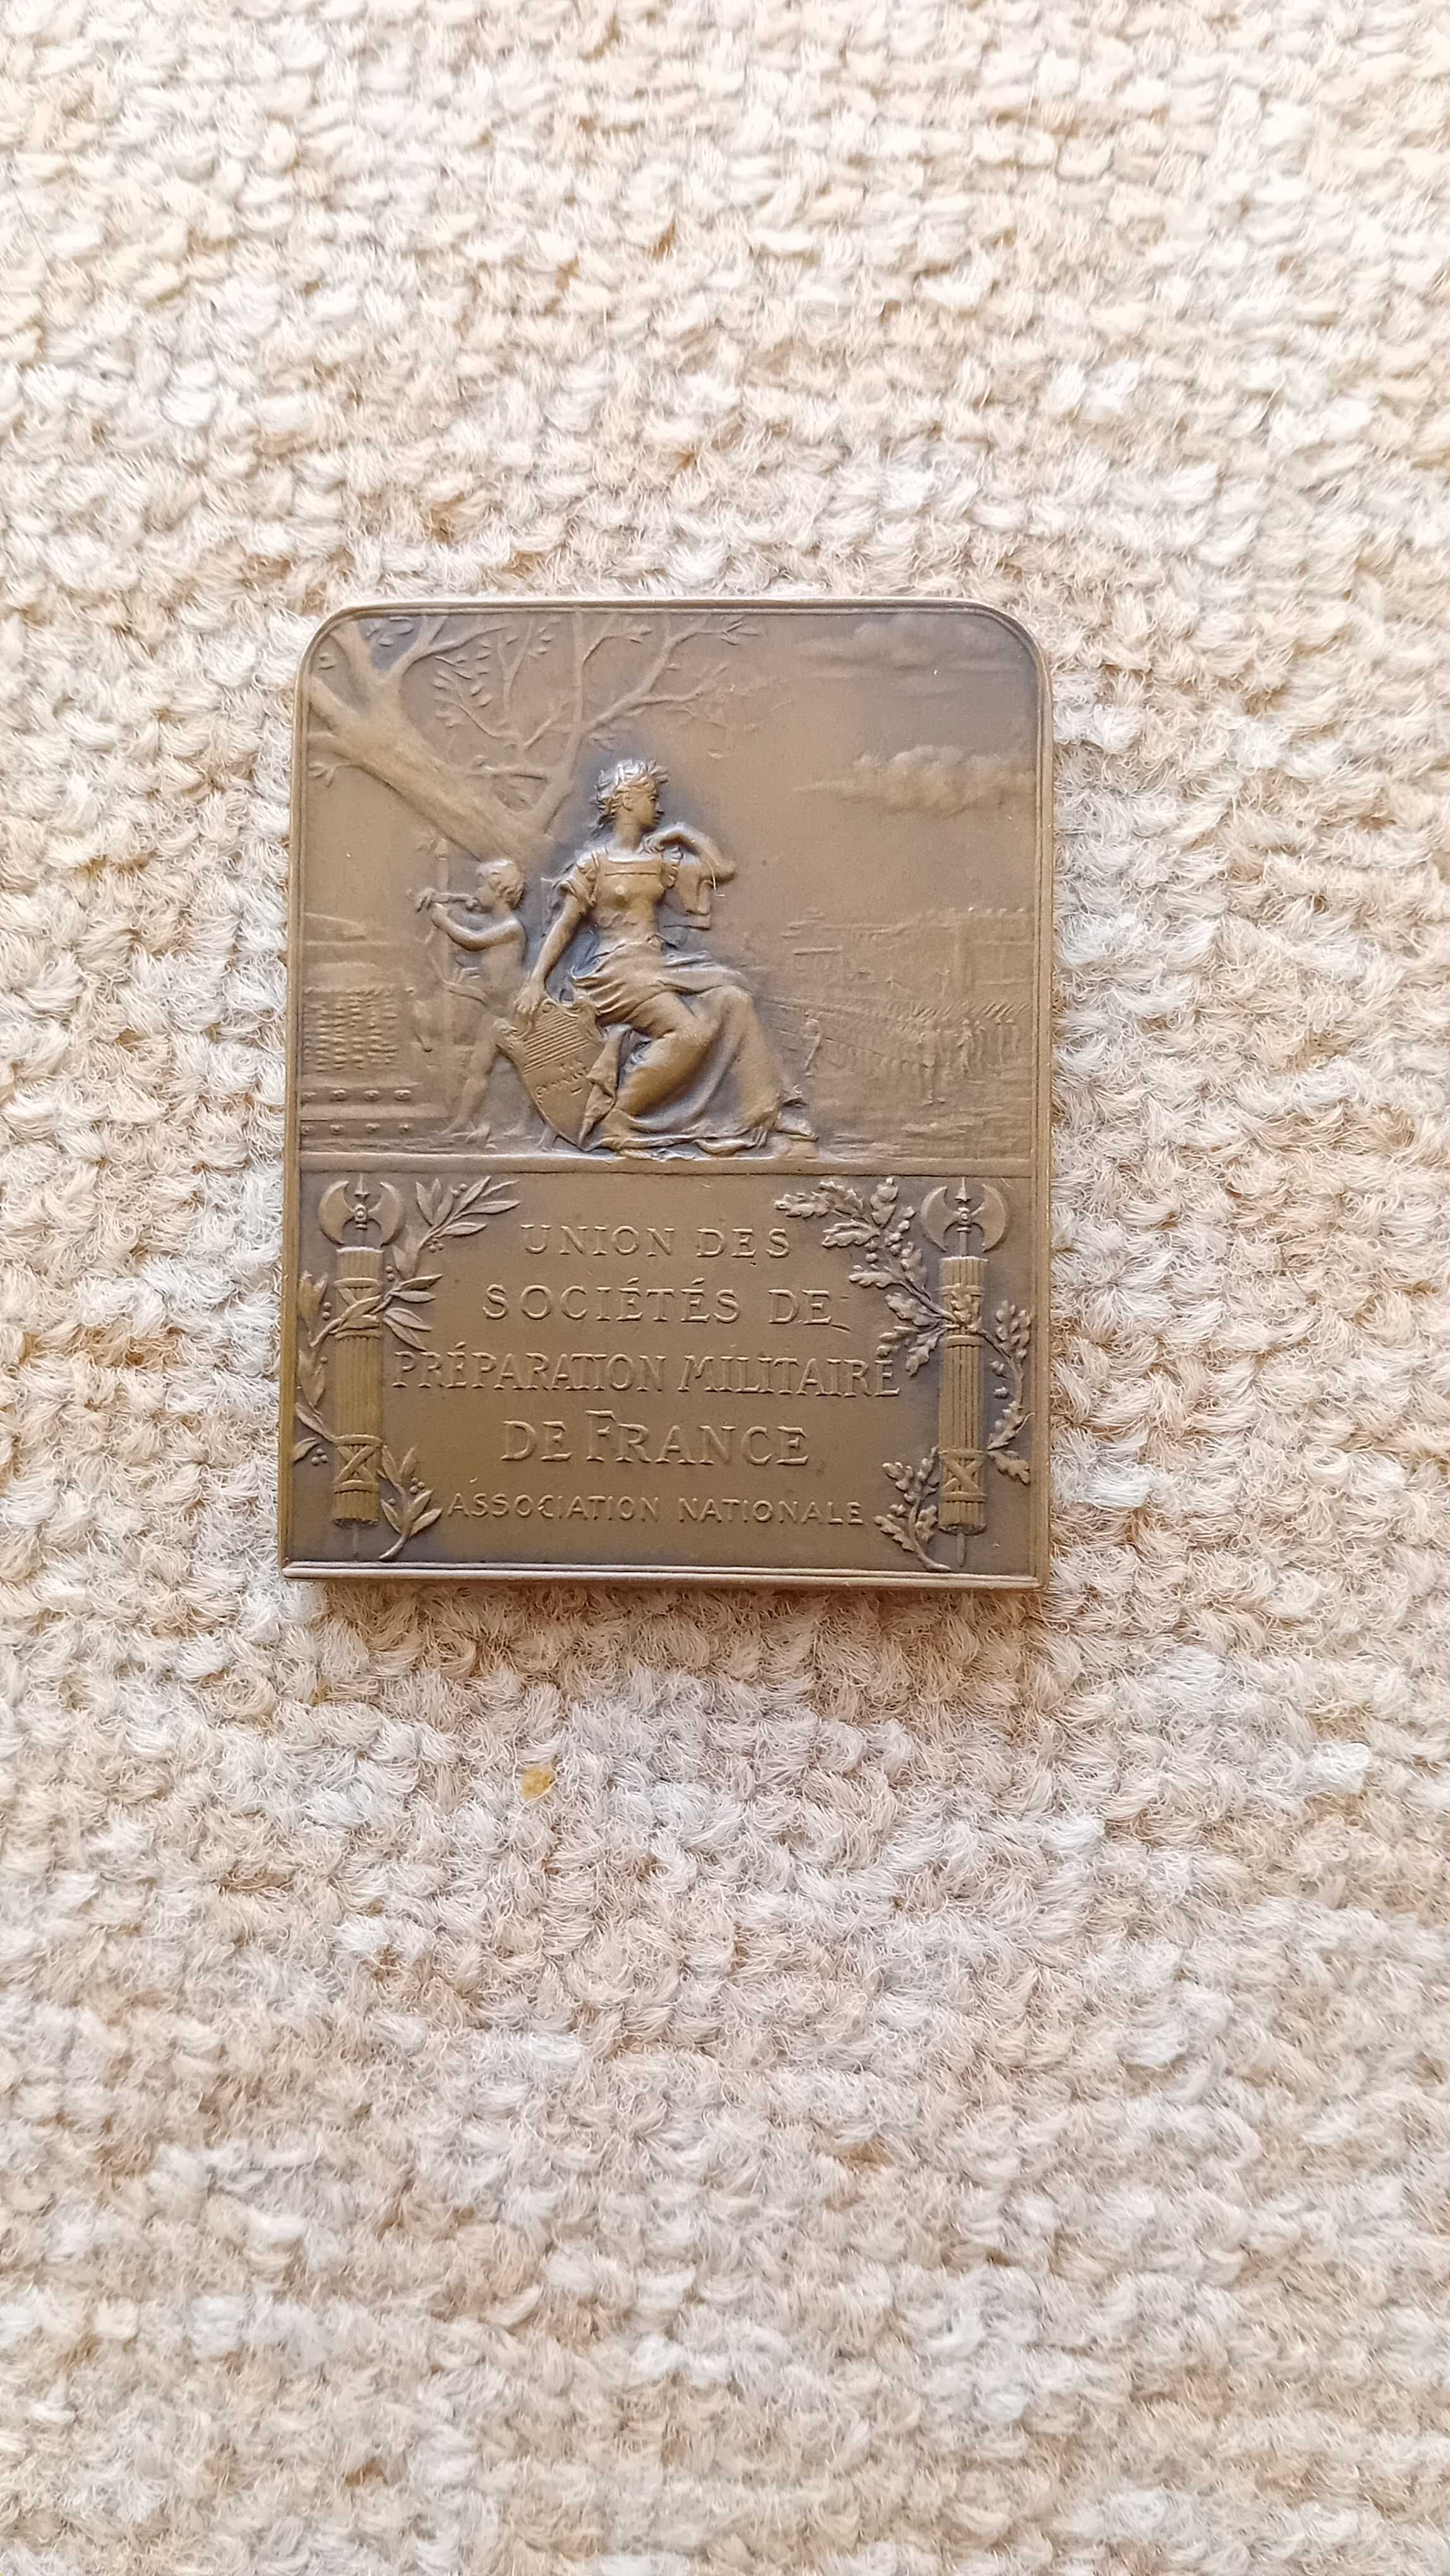 UNION DES
SOCIÉTÉS DE
PRÉPARATION MILITAIRE
DE FRANCE
ASSOCIATION NATIONALE